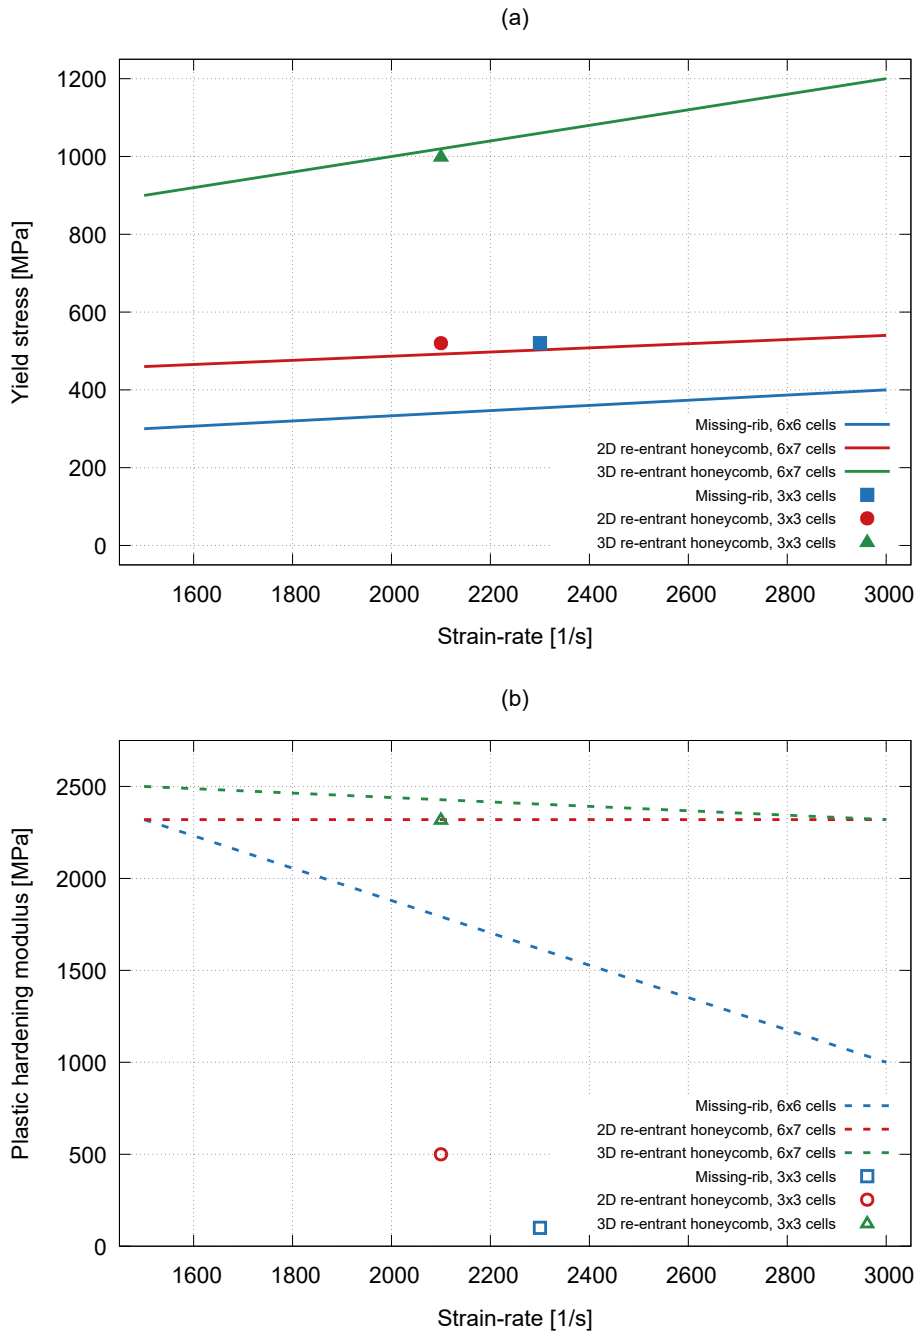 (a)
Yield stress [MPa]
1200
1000
800
600
400
200
0
Missing-rib, 6x6 cells
2D re-entrant honeycomb, 6x7 cells
3D re-entrant honeycomb, 6x7 cells
Missing-rib, 3x3 cells
2D re-entrant honeycomb, 3x3 cells
3D re-entrant honeycomb, 3x3 cells
1600 1800 2000 2200 2400 2600 2800 3000
Strain-rate [1/s]
(b)
Plastic hardening modulus [MPa]
2500
2000
1500
1000
500
0
Missing-rib, 6x6 cells
2D re-entrant honeycomb, 6x7 cells
3D re-entrant honeycomb, 6x7 cells
Missing-rib, 3x3 cells
2D re-entrant honeycomb, 3x3 cells
3D re-entrant honeycomb, 3x3 cells
1600 1800 2000 2200 2400 2600 2800 3000
Strain-rate [1/s]